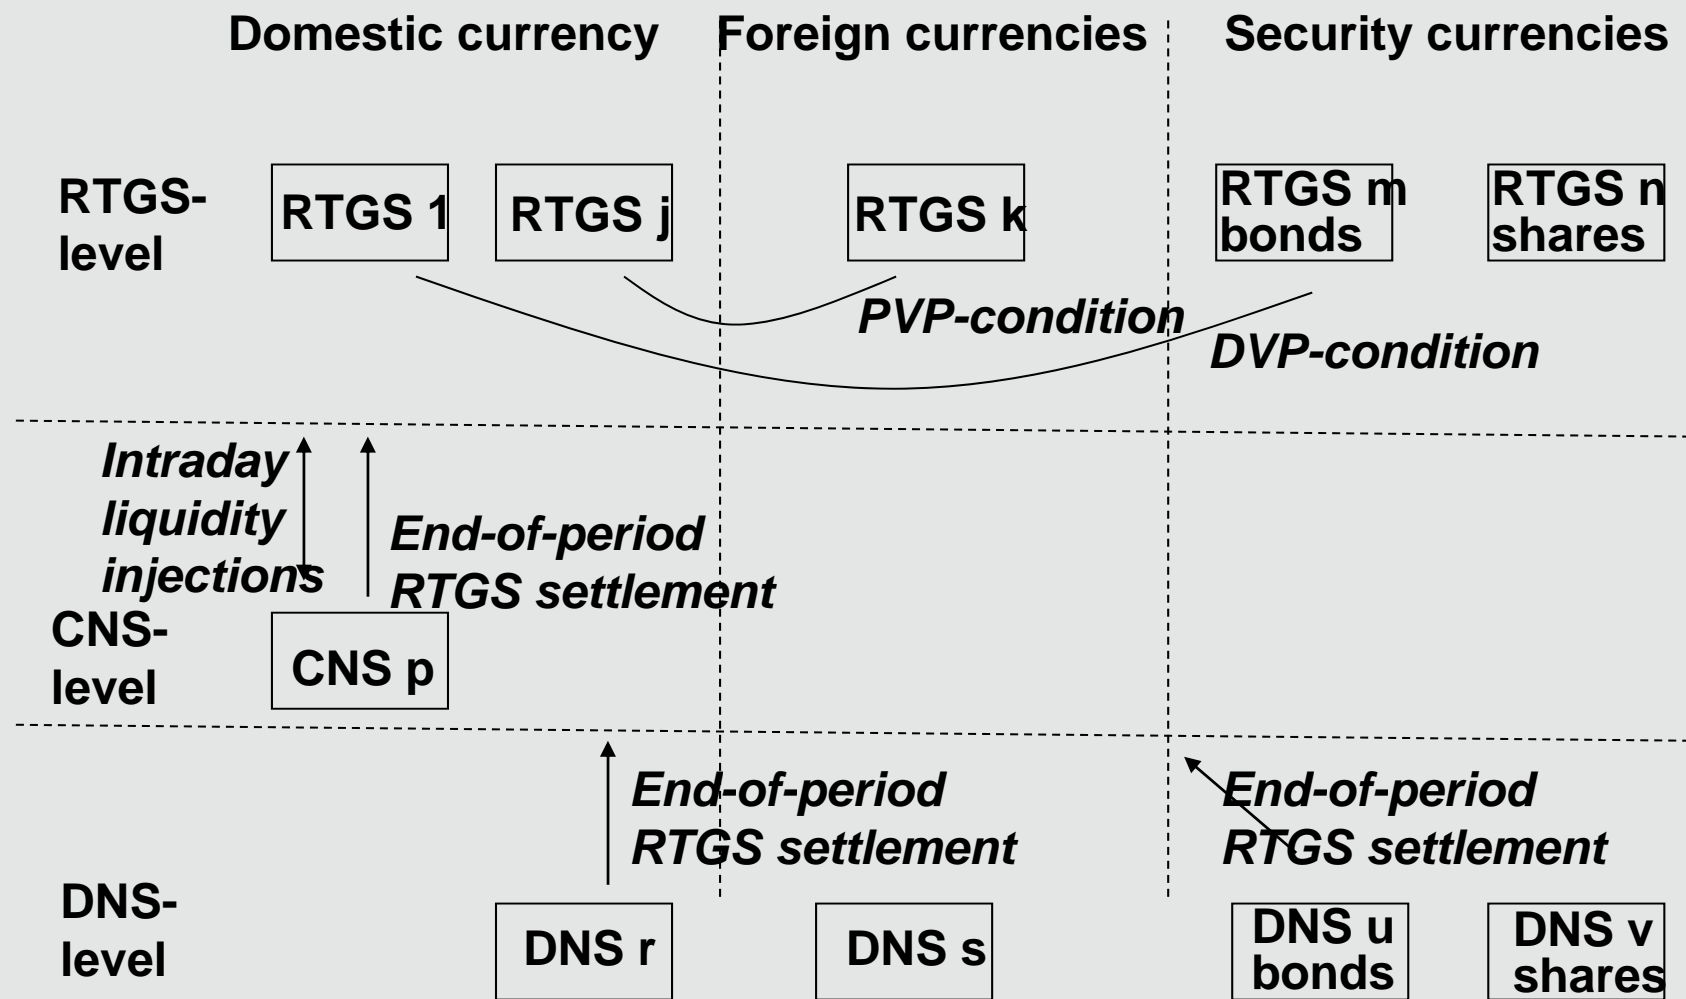 Domestic currency
Foreign currencies
Security currencies
RTGS-
level
RTGS 1
RTGS j
RTGS k
RTGS m
bonds
RTGS n
shares
PVP-condition
DVP-condition
Intraday
liquidity
injections
End-of-period
RTGS settlement
CNS-
level
CNS p
End-of-period
RTGS settlement
End-of-period
RTGS settlement
DNS-
level
DNS r
DNS s
DNS u
bonds
DNS v
shares